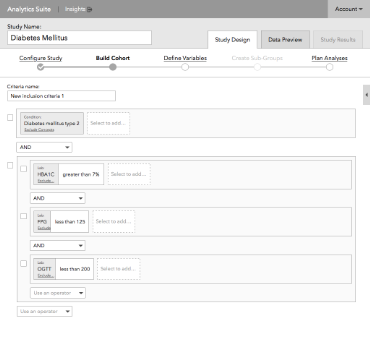 Analytics Suite | Insights
Account
Study Name:
Diabetes Mellitus
Study Design
Data Preview
Study Results
Configure Study
Build Cohort
Define Variables
Create Sub-Groups
Plan Analyses
Criteria name:
New inclusion criteria 1
Condition
Diabetes mellitus type 2
Select to add...
AND
Lab
HBA1C
greater than 7%
Select to add...
Exclude...
AND
Lab
FPG
less than 125
Select to add...
Exclude
AND
Lab
OGTT
less than 200
Select to add...
Exclude...
Use an operator
Use an operator